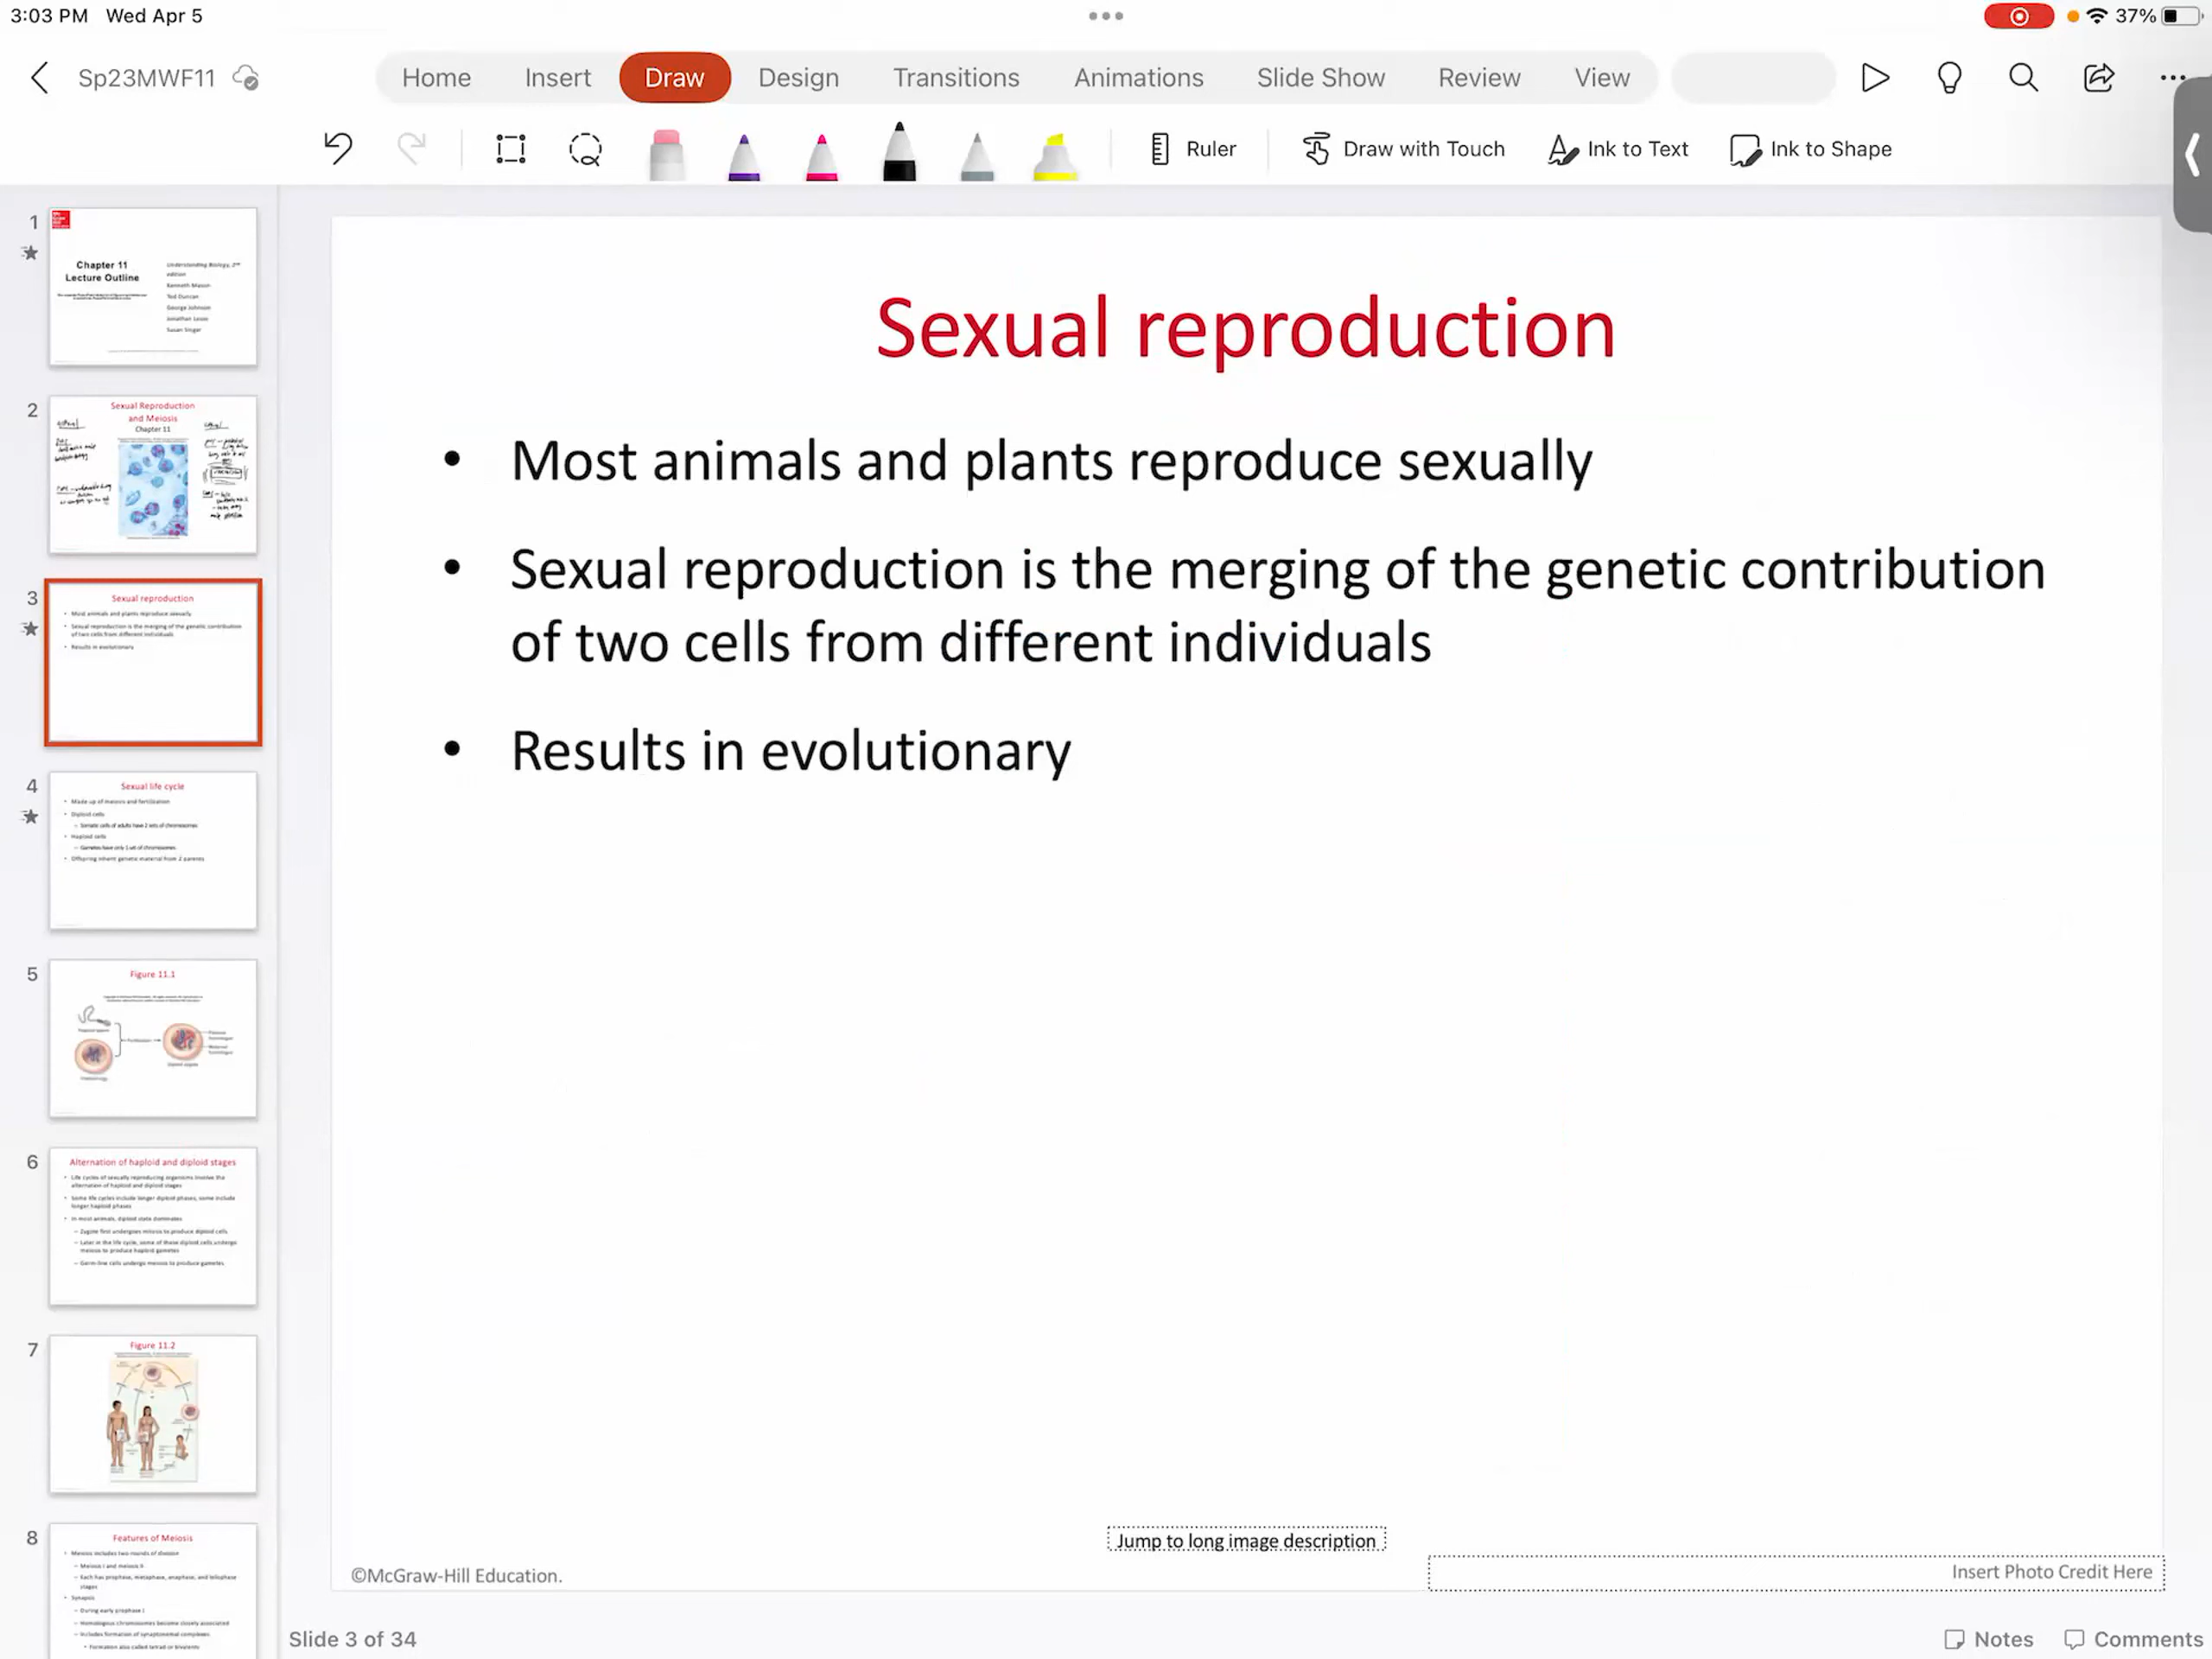 3:03 PM Wed Apr 5
37%
Sp23MWF11
Home Insert Draw Design Transitions Animations Slide Show Review View
Ruler Draw with Touch Ink to Text Ink to Shape
1
Chapter 11
Lecture Outline
Understanding Biology, 2nd
edition
Kenneth Mason
Tod Duncan
George Johnson
Jonathan Losos
Susan Singer
2
Sexual Reproduction
and Meiosis
Chapter 11
3
Sexual reproduction
• Most animals and plants reproduce sexually
• Sexual reproduction is the merging of the genetic contribution
of two cells from different individuals
• Results in evolutionary
4
Sexual life cycle
• Made up of meiosis and fertilization
• Diploid cells
– Somatic cells of adults have 2 sets of chromosomes
• Haploid cells
– Gametes have only 1 set of chromosomes
• Offspring inherit genetic material from 2 parents
5
Figure 11.1
Fertilization
6
Alternation of haploid and diploid stages
• Life cycles of sexually reproducing organisms involve the
alternation of haploid and diploid stages
• Some life cycles include longer diploid phases, some include
longer haploid phases
• In most animals, diploid state dominates
– Zygote first undergoes mitosis to produce diploid cells
– Later in the life cycle, some of these diploid cells undergo
meiosis to produce haploid gametes
– Germ-line cells undergo meiosis to produce gametes
7
Figure 11.2
8
Features of Meiosis
• Meiosis includes two rounds of division
– Meiosis I and meiosis II
– Each has prophase, metaphase, anaphase, and telophase
stages
• Synapsis
– During early prophase I
– Homologous chromosomes become closely associated
– Includes formation of synaptonemal complexes
• Formation also called tetrad or bivalents
Sexual reproduction
• Most animals and plants reproduce sexually
• Sexual reproduction is the merging of the genetic contribution
of two cells from different individuals
• Results in evolutionary
Jump to long image description
©McGraw-Hill Education.
Insert Photo Credit Here
Slide 3 of 34
Notes Comments